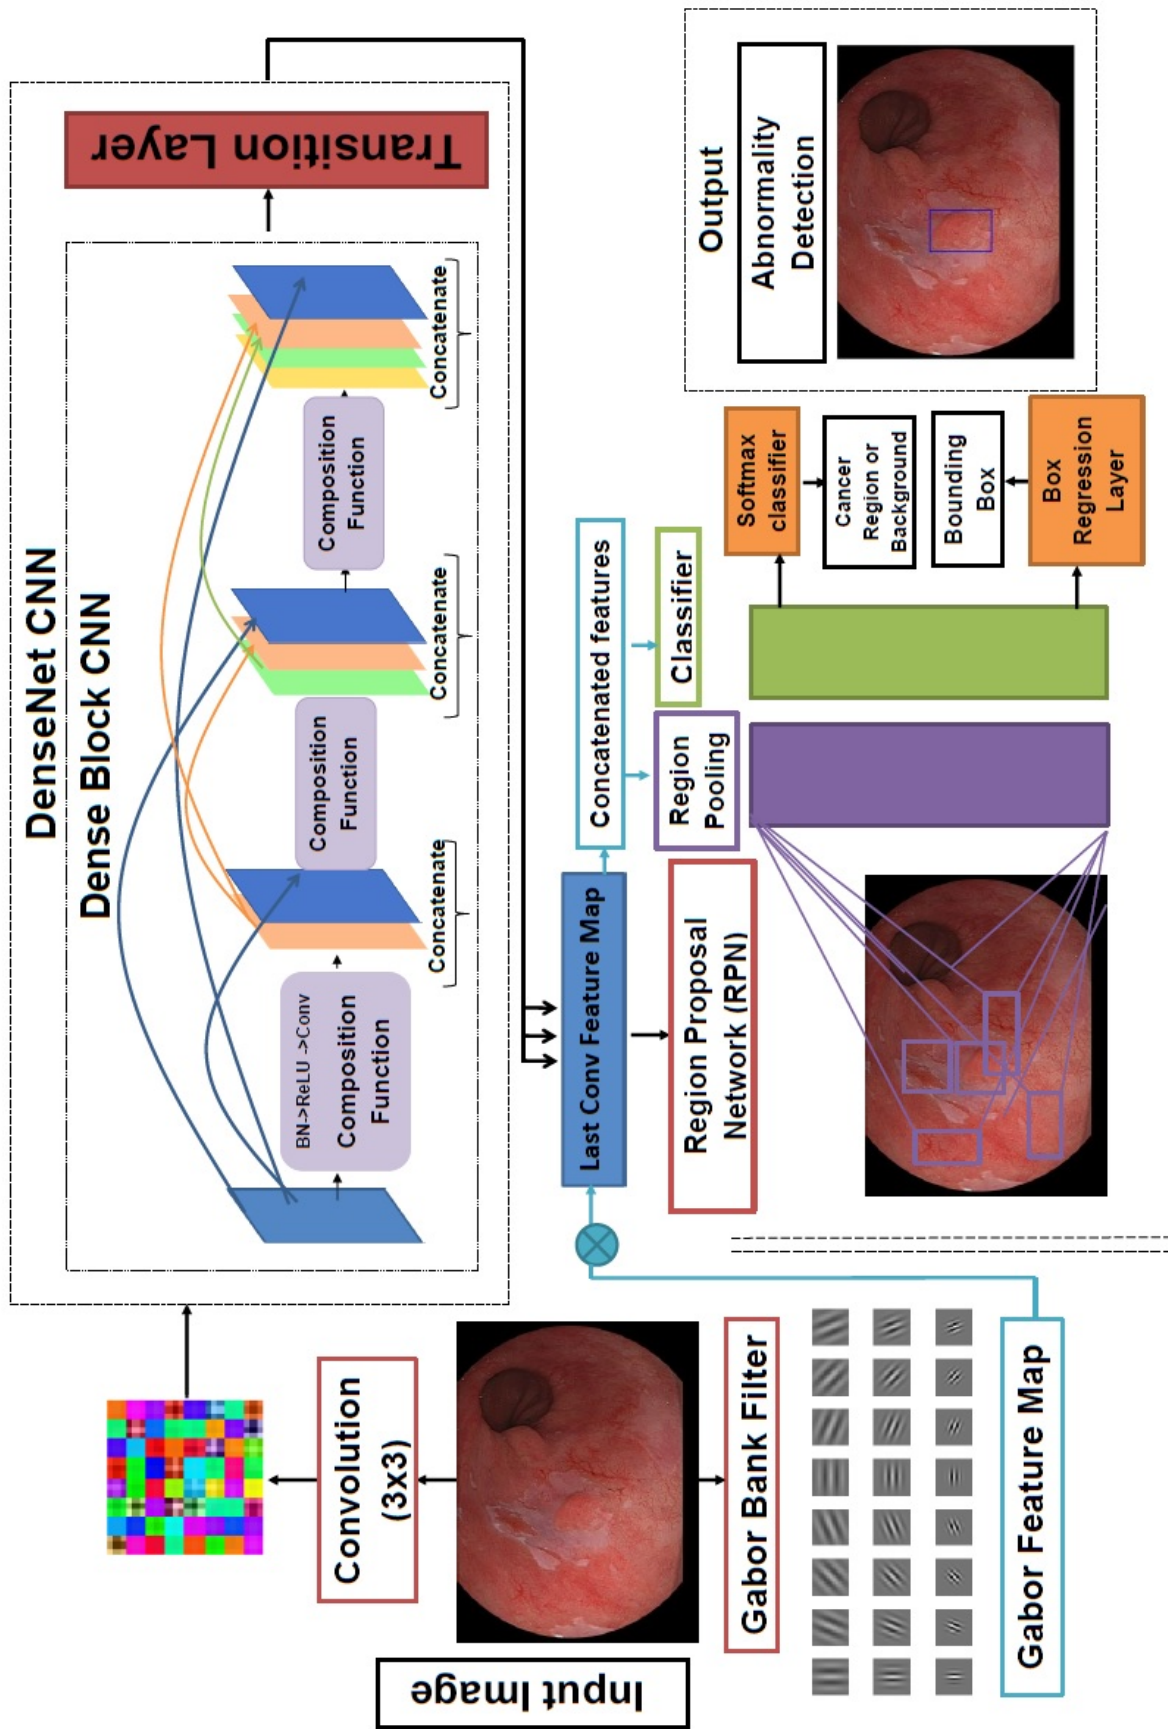 DenseNet CNN
Dense Block CNN
BN->ReLU ->Conv
Composition
Function
Concatenate
Composition
Function
Concatenate
Composition
Function
Concatenate
Transition Layer
Input Image
Convolution
(3x3)
Gabor Bank Filter
Gabor Feature Map
Last Conv Feature Map
Concatenated features
Region Proposal
Network (RPN)
Region
Pooling
Classifier
Softmax
classifier
Cancer
Region or
Background
Bounding
Box
Box
Regression
Layer
Output
Abnormality
Detection